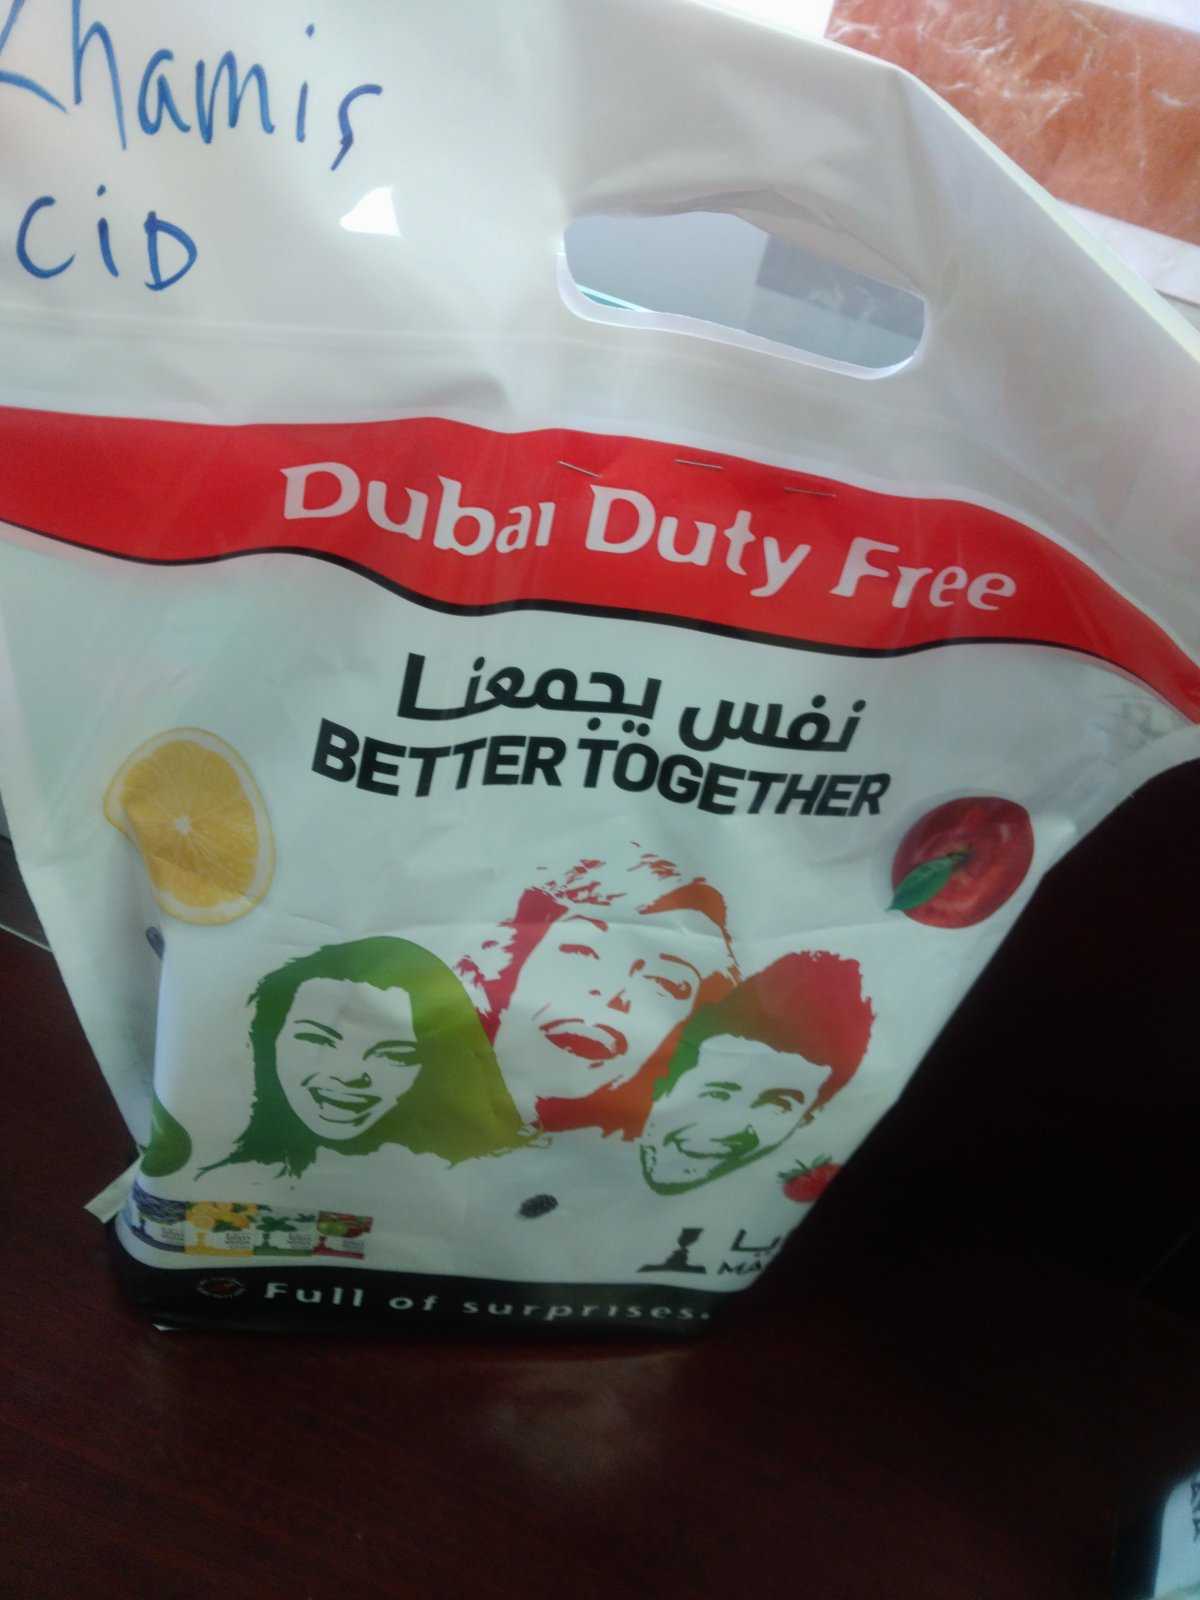 Khamis
CID
Dubai Duty Free
نفس يجمعنا
BETTER TOGETHER
Full of surprises.